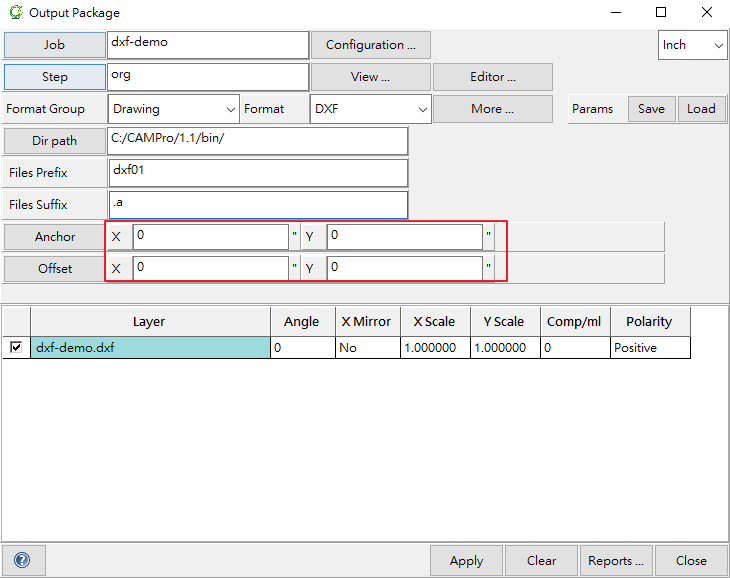 Output Package
Job dxf-demo Configuration ... Inch
Step org View ... Editor ...
Format Group Drawing Format DXF More ... Params Save Load
Dir path C:/CAMPro/1.1/bin/
Files Prefix dxf01
Files Suffix .a
Anchor X 0 " Y 0 "
Offset X 0 " Y 0 "
Layer Angle X Mirror X Scale Y Scale Comp/ml Polarity
dxf-demo.dxf 0 No 1.000000 1.000000 0 Positive
? Apply Clear Reports ... Close